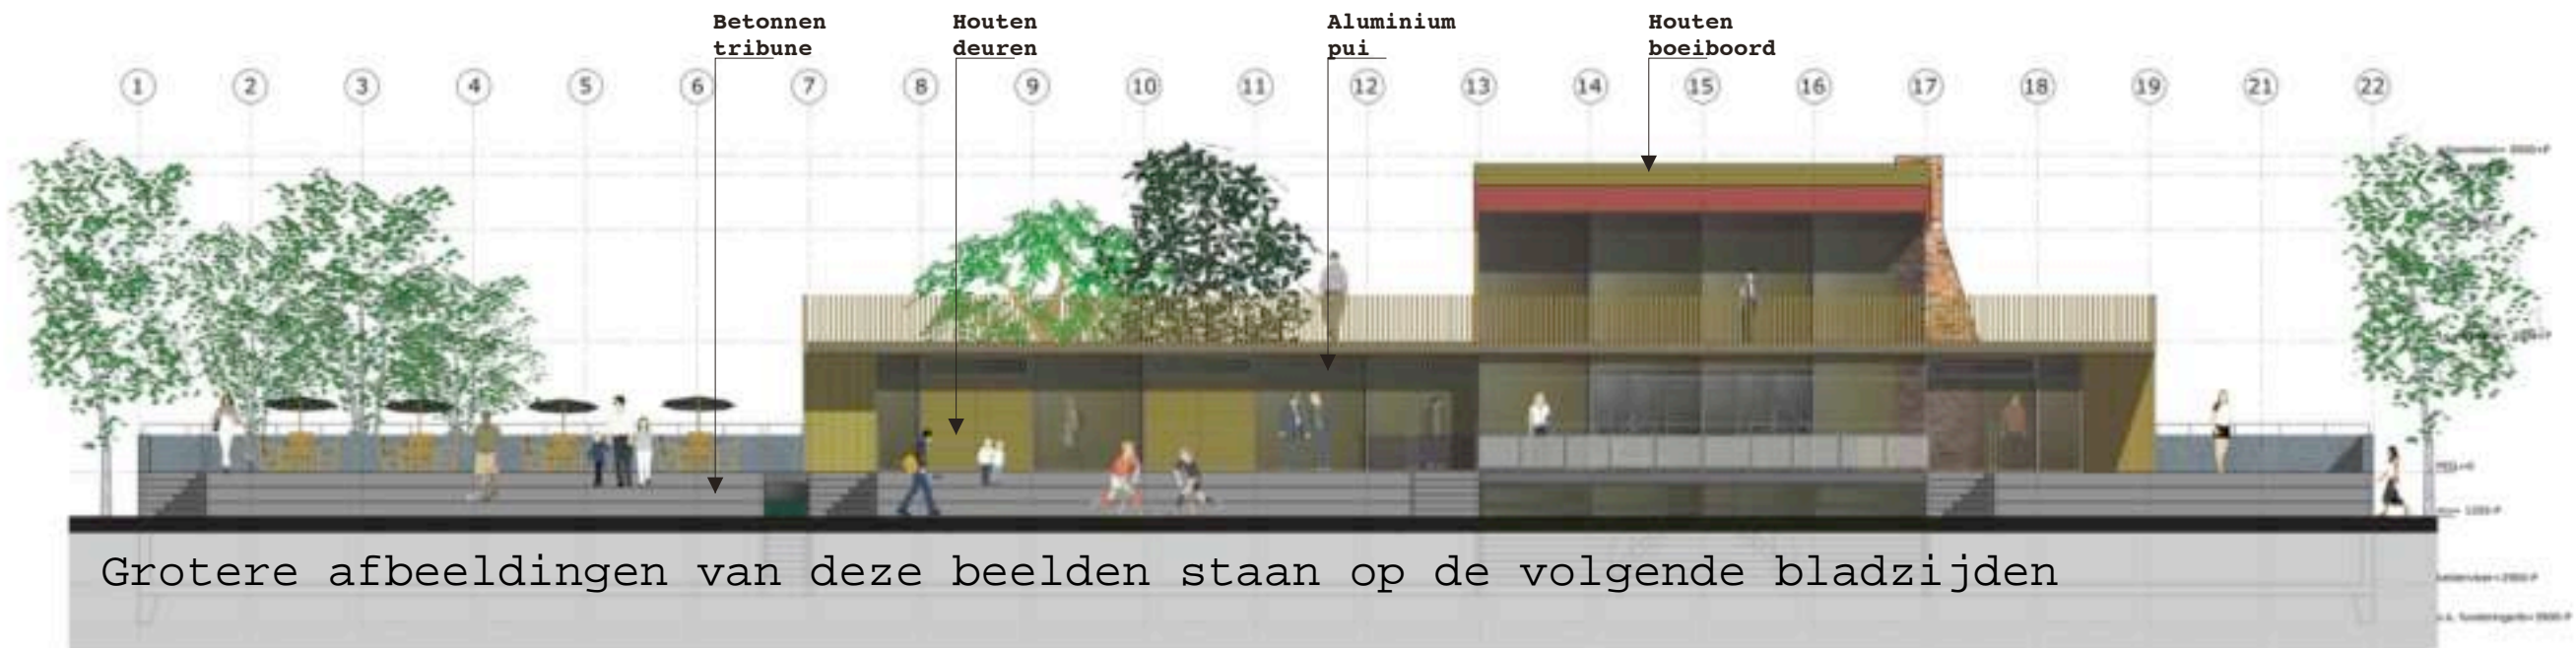 Betonnen
tribune
Houten
deuren
Aluminium
pui
Houten
boeiboord
1 2 3 4 5 6 7 8 9 10 11 12 13 14 15 16 17 18 19 21 22
Grotere afbeeldingen van deze beelden staan op de volgende bladzijden